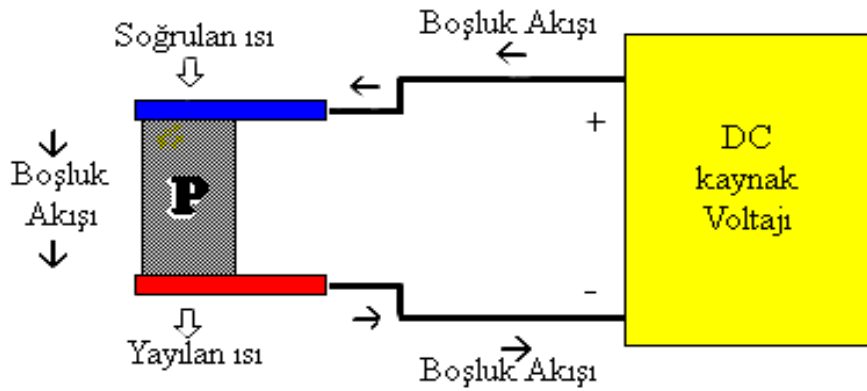 Soğrulan ısı
Boşluk Akışı
+
DC
kaynak
Voltajı
Boşluk
Akışı
P
-
Yayılan ısı
Boşluk Akışı